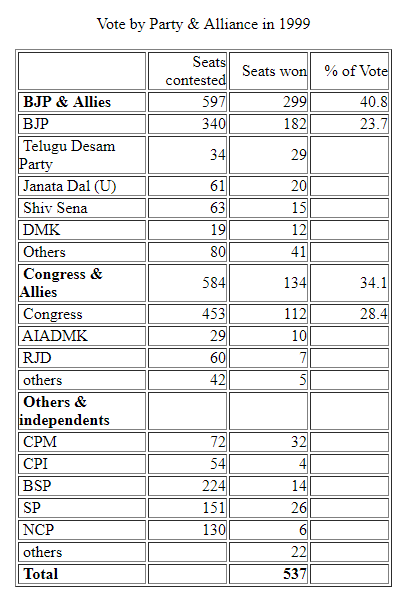 Vote by Party & Alliance in 1999
Seats contested Seats won % of Vote
BJP & Allies 597 299 40.8
BJP 340 182 23.7
Telugu Desam Party 34 29
Janata Dal (U) 61 20
Shiv Sena 63 15
DMK 19 12
Others 80 41
Congress & Allies 584 134 34.1
Congress 453 112 28.4
AIADMK 29 10
RJD 60 7
others 42 5
Others & independents
CPM 72 32
CPI 54 4
BSP 224 14
SP 151 26
NCP 130 6
others 22
Total 537